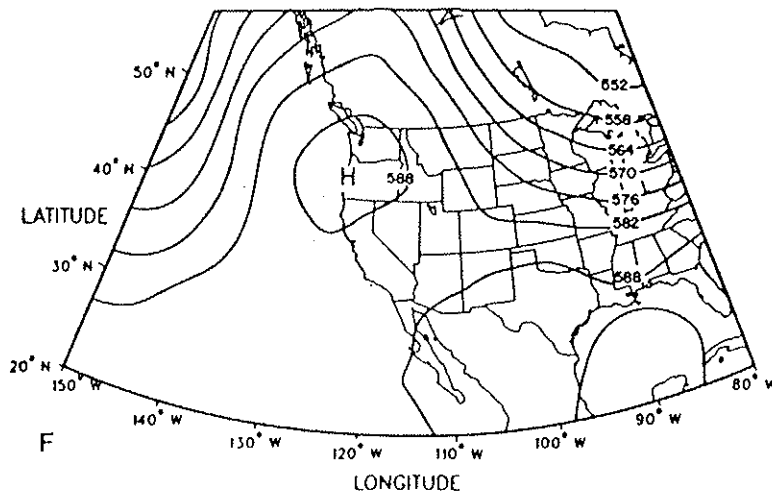 50° N
552
558
40° N
564
H
588
570
576
LATITUDE
582
30° N
588
20° N
150° W
80° W
140° W
90° W
130° W
100° W
120° W
110° W
F
LONGITUDE